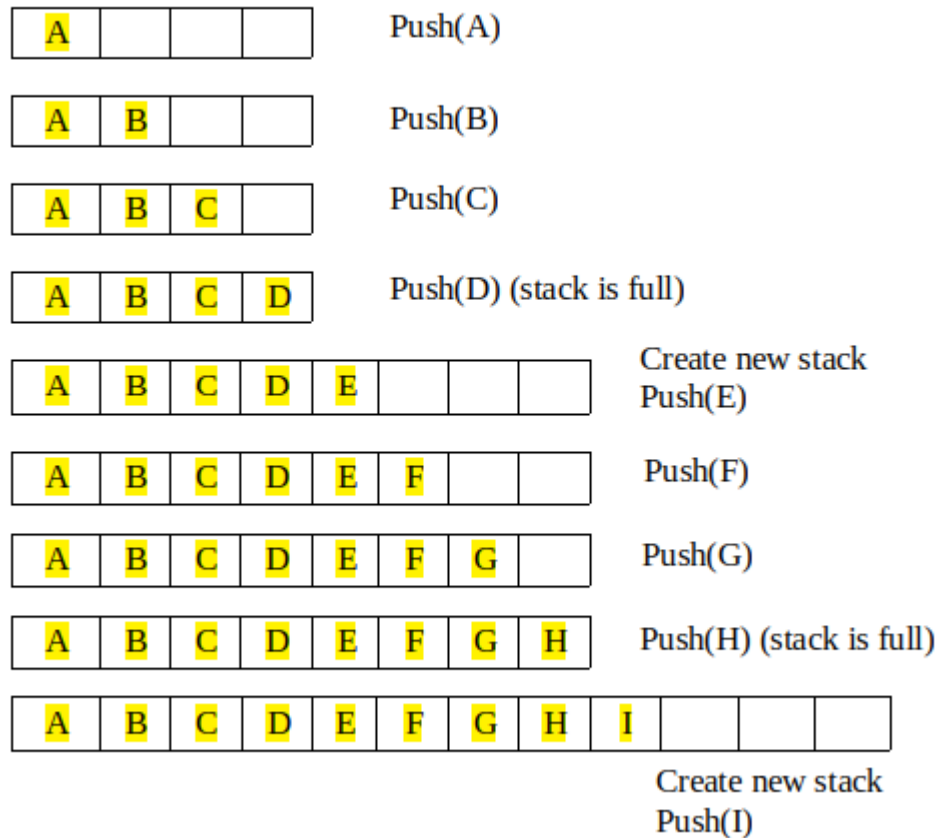 A Push(A)
A B Push(B)
A B C Push(C)
A B C D Push(D) (stack is full)
Create new stack
A B C D E Push(E)
A B C D E F Push(F)
A B C D E F G Push(G)
A B C D E F G H Push(H) (stack is full)
A B C D E F G H I
Create new stack
Push(I)